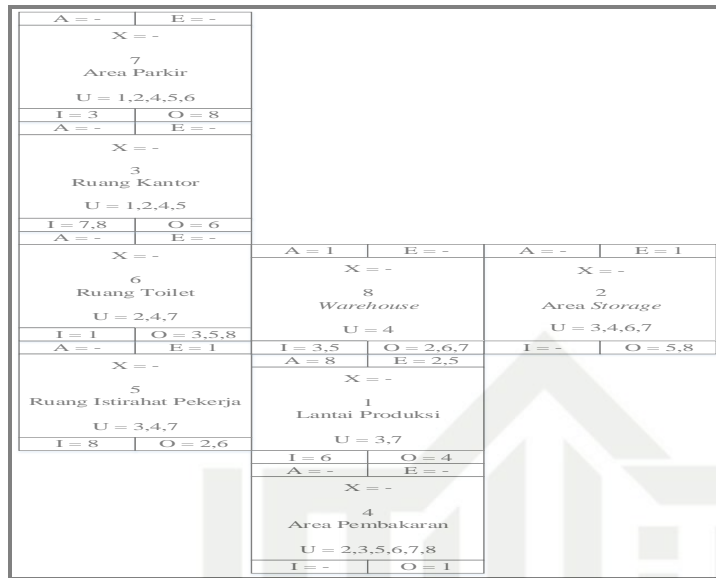 A = - E = -
X = -
7
Area Parkir
U = 1,2,4,5,6
I = 3 O = 8
A = - E = -
X = -
3
Ruang Kantor
U = 1,2,4,5
I = 7,8 O = 6
A = - E = -
X = -
6
Ruang Toilet
U = 2,4,7
I = 1 O = 3,5,8
A = 1 E = -
X = -
8
Warehouse
U = 4
I = 3,5 O = 2,6,7
A = - E = 1
X = -
2
Area Storage
U = 3,4,6,7
I = - O = 5,8
A = - E = 1
X = -
5
Ruang Istirahat Pekerja
U = 3,4,7
I = 8 O = 2,6
A = 8 E = 2,5
X = -
1
Lantai Produksi
U = 3,7
I = 6 O = 4
A = - E = -
X = -
4
Area Pembakaran
U = 2,3,5,6,7,8
I = - O = 1